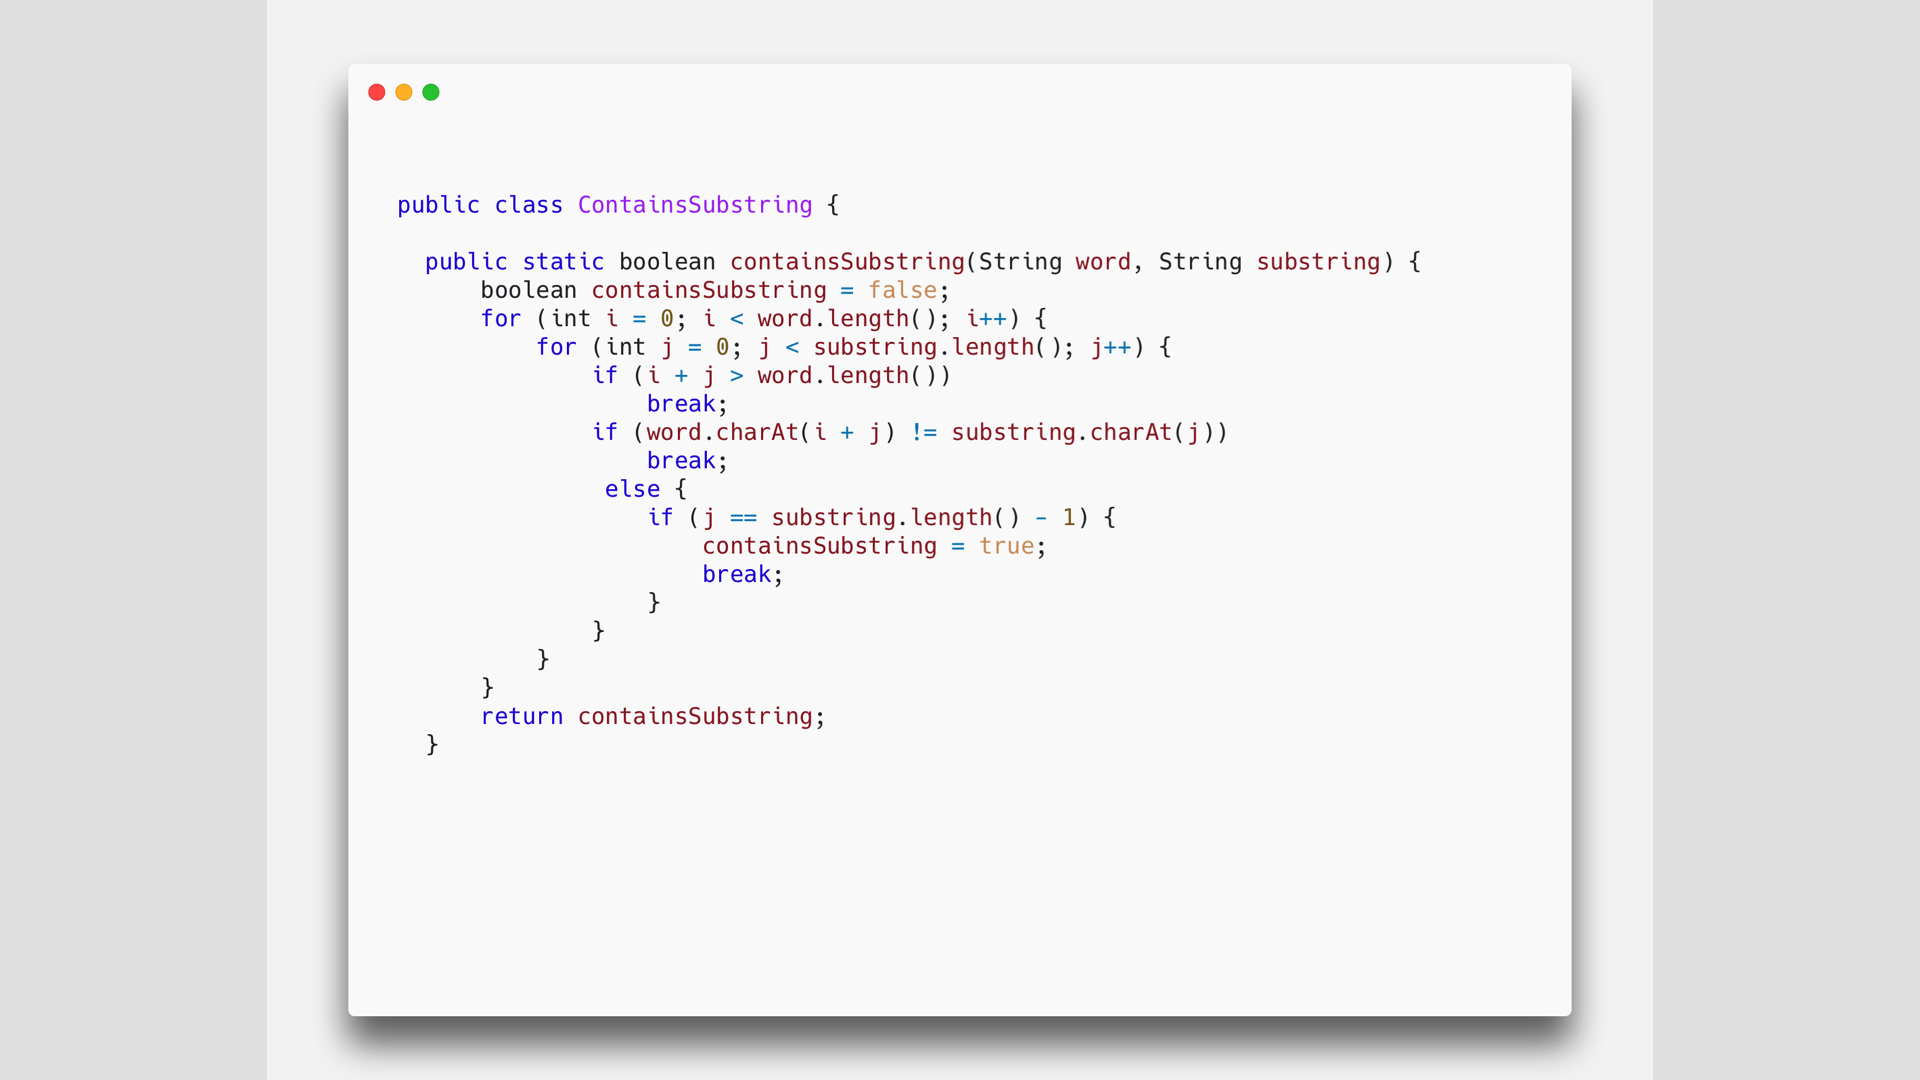 public class ContainsSubstring {
public static boolean containsSubstring(String word, String substring) {
boolean containsSubstring = false;
for (int i = 0; i < word.length(); i++) {
for (int j = 0; j < substring.length(); j++) {
if (i + j > word.length())
break;
if (word.charAt(i + j) != substring.charAt(j))
break;
else {
if (j == substring.length() - 1) {
containsSubstring = true;
break;
}
}
}
}
return containsSubstring;
}